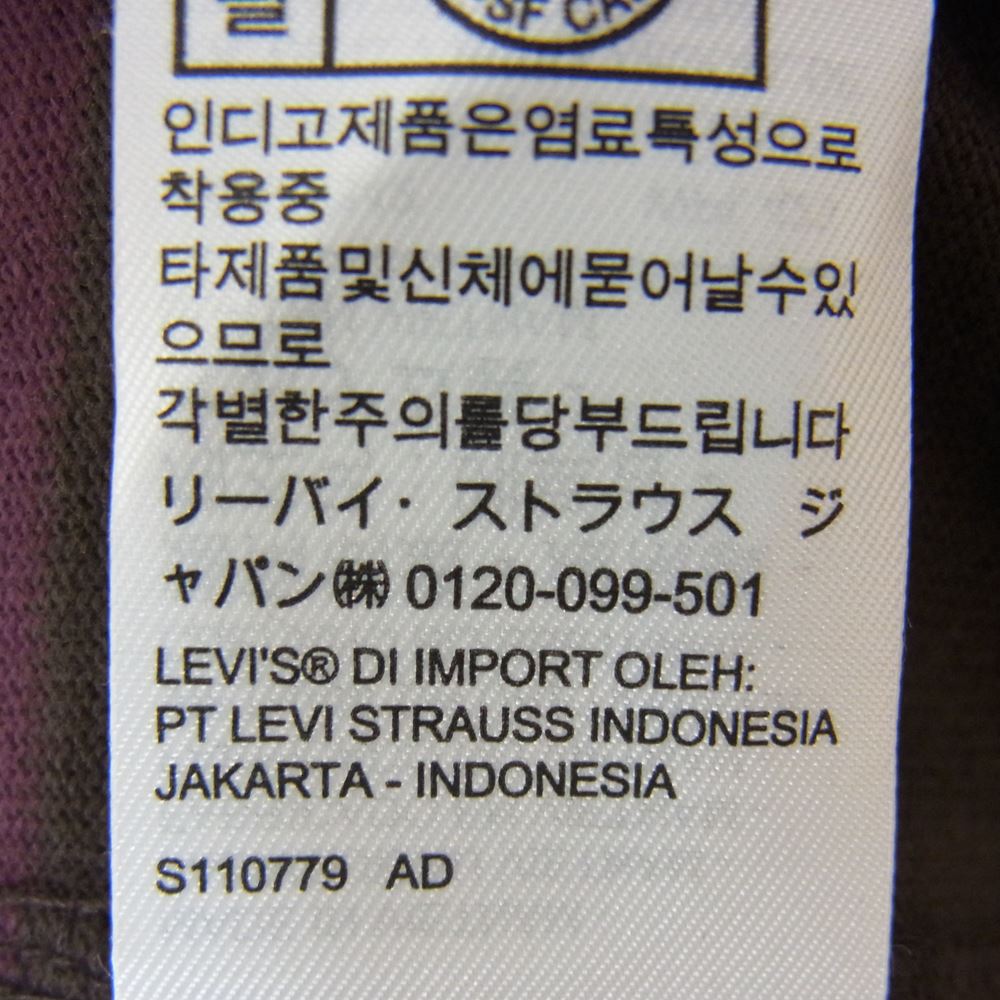 SF CA
인디고제품은염료특성으로
착용중
타제품및신체에묻어날수있
으므로
각별한주의를당부드립니다
リーバイ・ ストラウス ジ
ャパン㈱ 0120-099-501
LEVI'S® DI IMPORT OLEH:
PT LEVI STRAUSS INDONESIA
JAKARTA - INDONESIA
S110779 AD